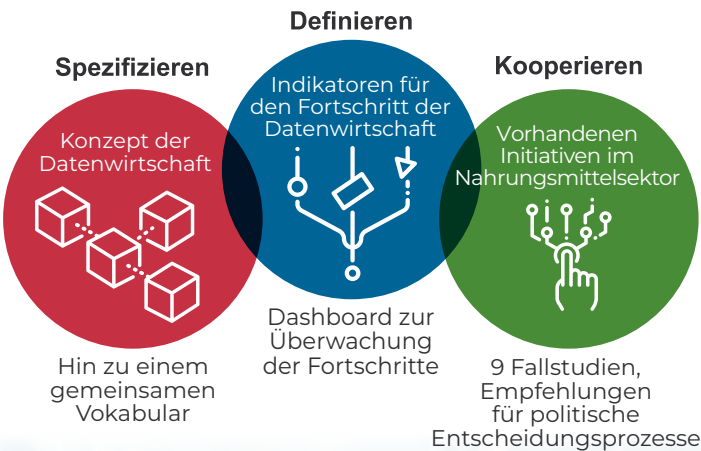 Spezifizieren
Konzept der
Datenwirtschaft
Hin zu einem
gemeinsamen
Vokabular
Definieren
Indikatoren für
den Fortschritt der
Datenwirtschaft
Dashboard zur
Überwachung
der Fortschritte
Kooperieren
Vorhandenen
Initiativen im
Nahrungsmittelsektor
9 Fallstudien,
Empfehlungen
für politische
Entscheidungsprozesse